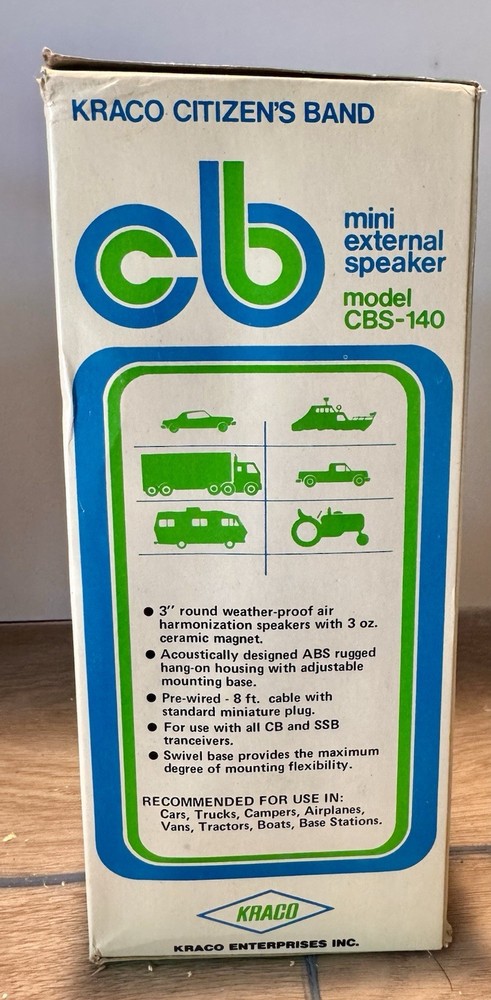 KRACO CITIZEN'S BAND
cb
mini
external
speaker
model
CBS-140
● 3" round weather-proof air
harmonization speakers with 3 oz.
ceramic magnet.
● Acoustically designed ABS rugged
hang-on housing with adjustable
mounting base.
● Pre-wired - 8 ft. cable with
standard miniature plug.
● For use with all CB and SSB
tranceivers.
● Swivel base provides the maximum
degree of mounting flexibility.
RECOMMENDED FOR USE IN:
Cars, Trucks, Campers, Airplanes,
Vans, Tractors, Boats, Base Stations.
KRACO
KRACO ENTERPRISES INC.